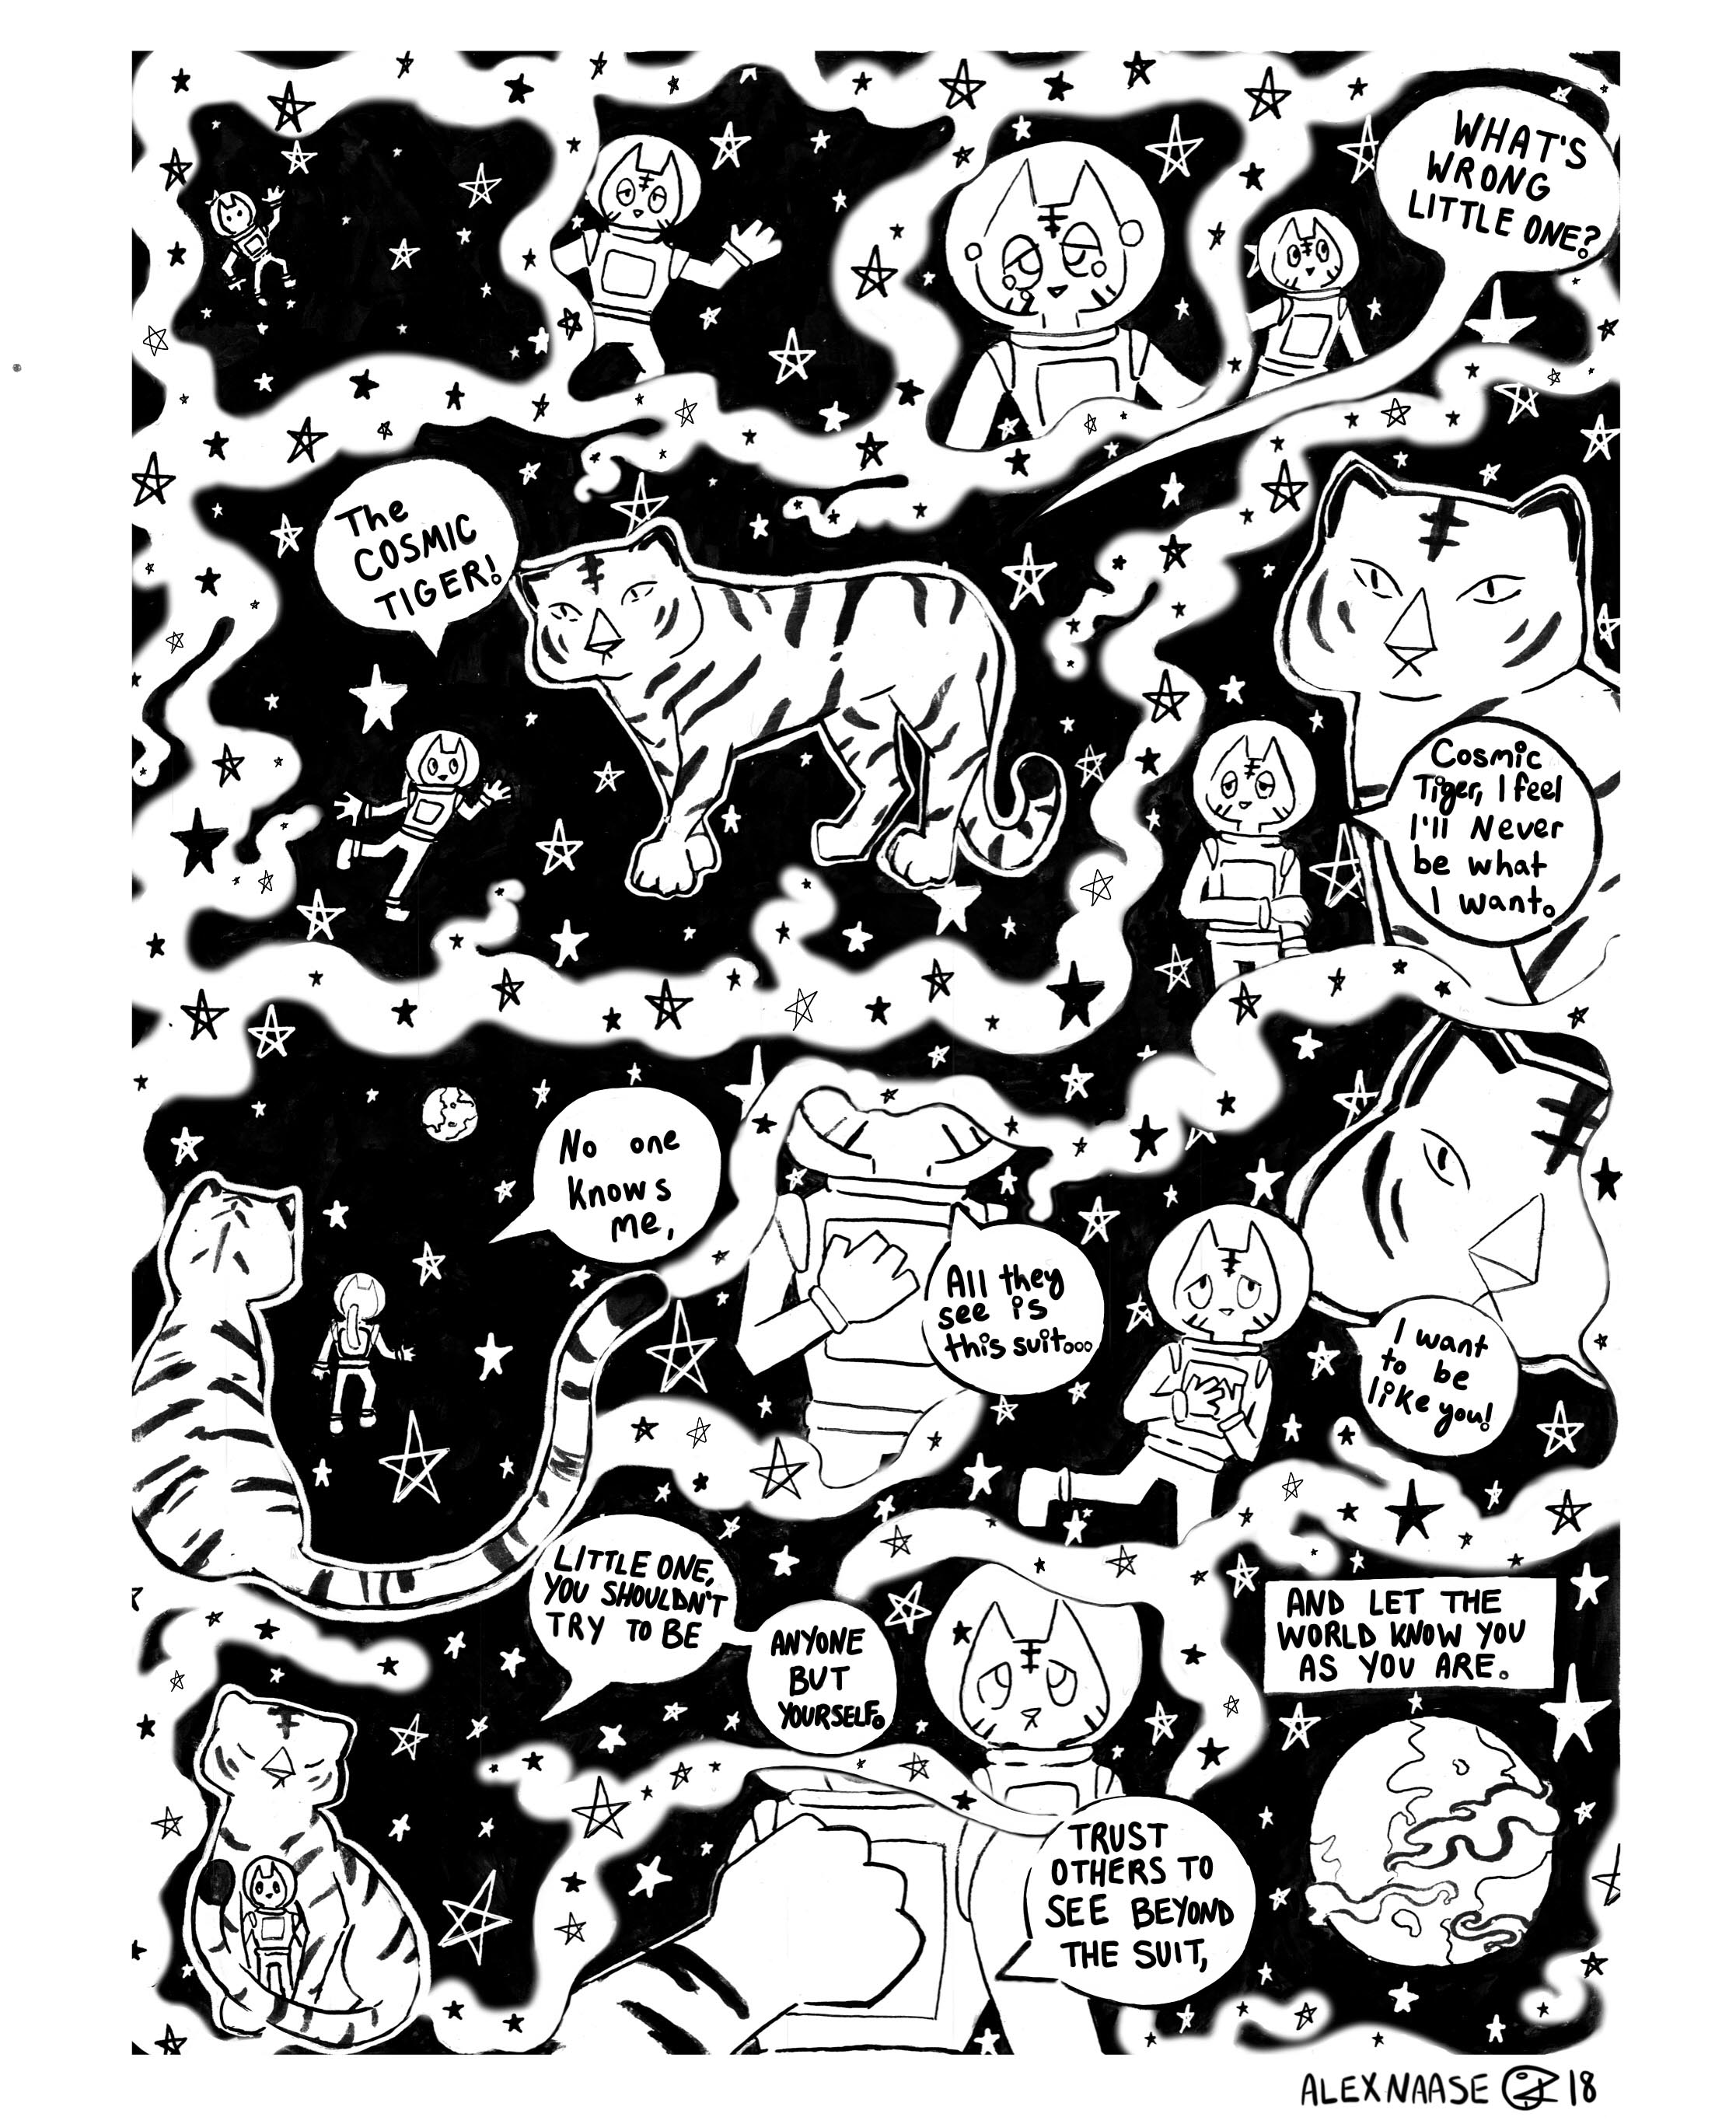 WHAT'S
WRONG
LITTLE ONE?
The
COSMIC
TIGER!
Cosmic
Tiger, I feel
I'll Never
be what
I want.
No one
Knows
me,
All they
see is
this suit...
I want
to be
like you!
LITTLE ONE,
YOU SHOULDN'T
TRY TO BE
ANYONE
BUT
YOURSELF.
TRUST
OTHERS TO
SEE BEYOND
THE SUIT,
AND LET THE
WORLD KNOW YOU
AS YOU ARE.
ALEX NAASE 18